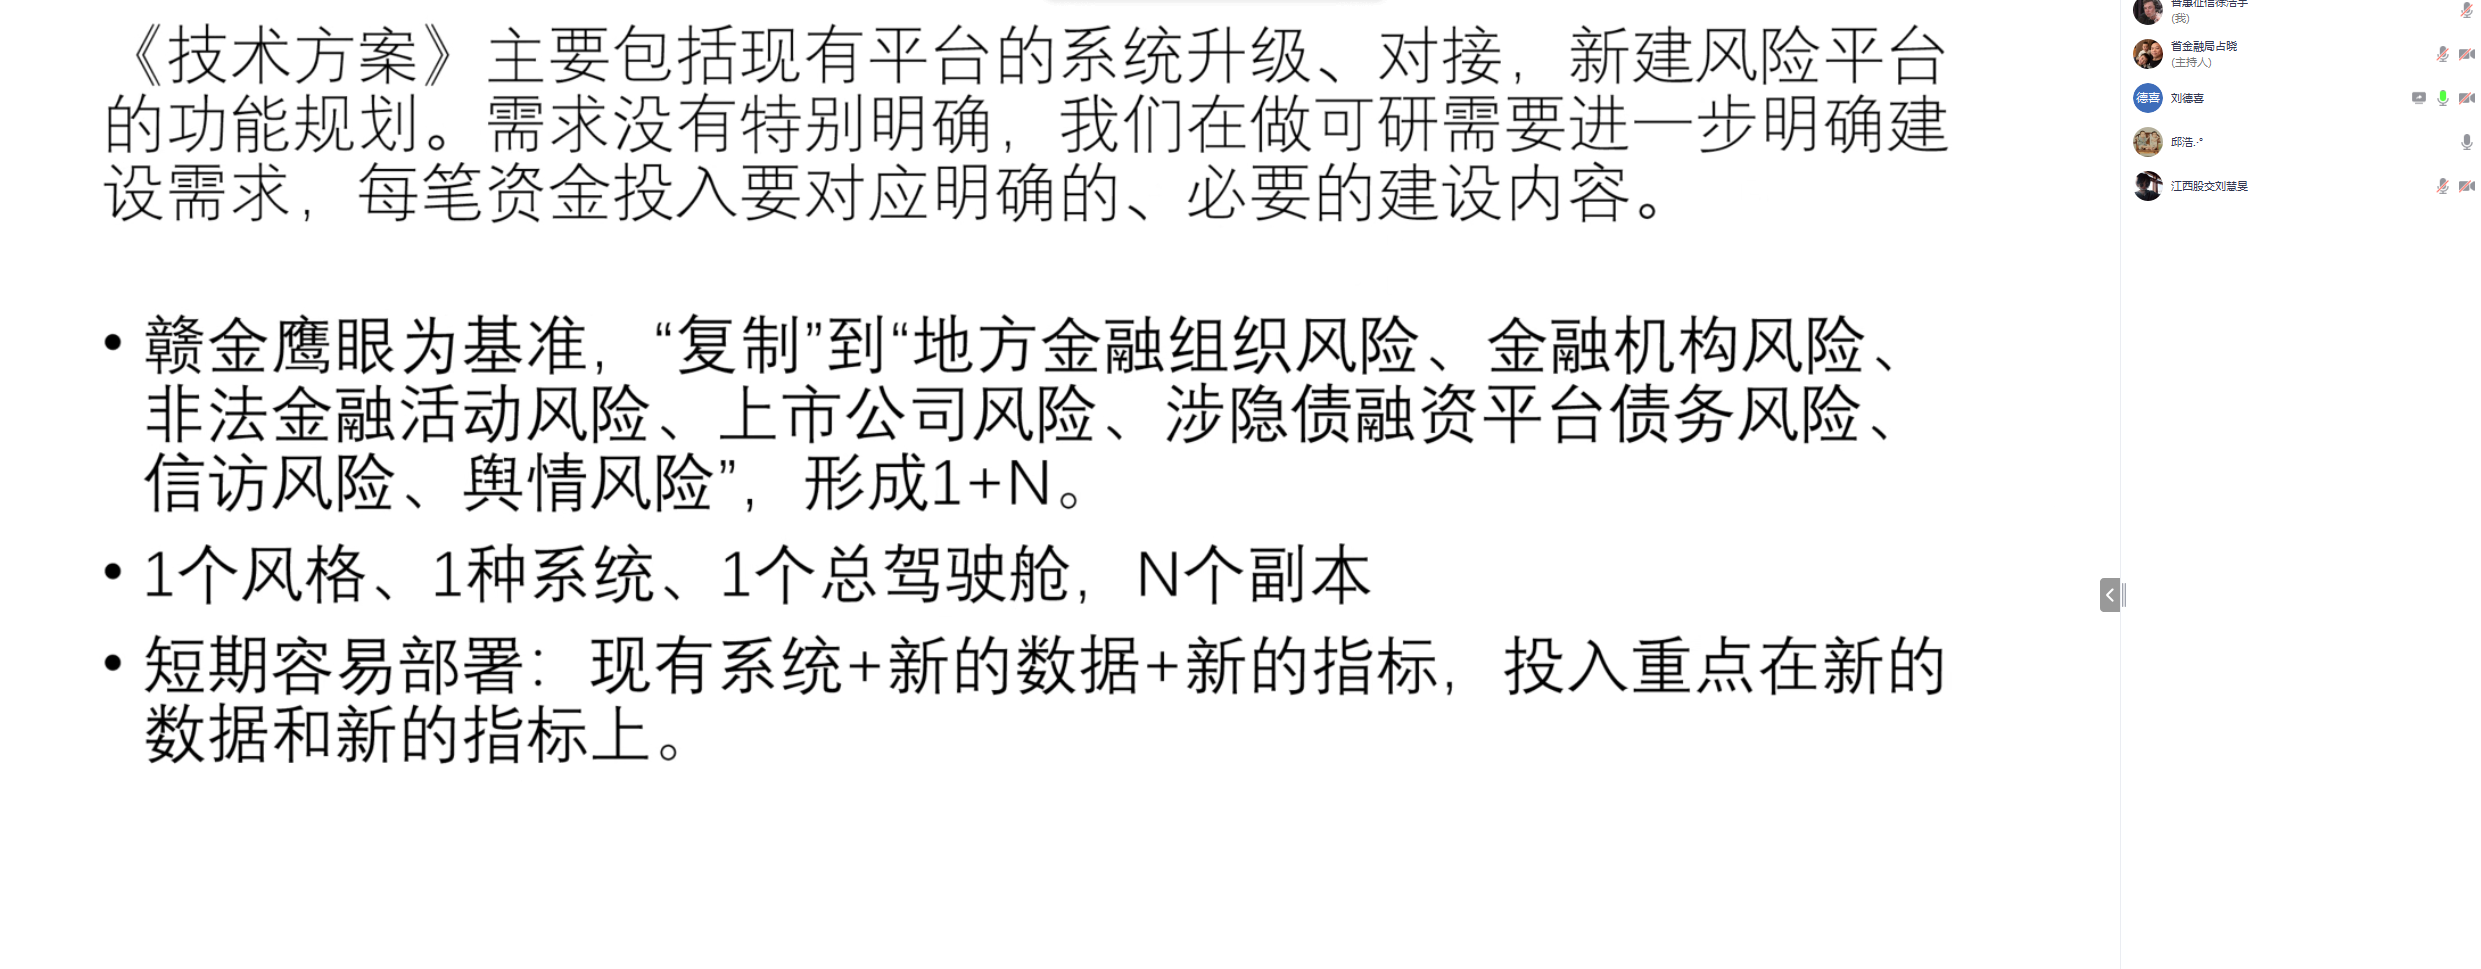 《技术方案》主要包括现有平台的系统升级、对接，新建风险平台
的功能规划。需求没有特别明确，我们在做可研需要进一步明确建
设需求，每笔资金投入要对应明确的、必要的建设内容。
• 赣金鹰眼为基准，“复制”到“地方金融组织风险、金融机构风险、
非法金融活动风险、上市公司风险、涉隐债融资平台债务风险、
信访风险、舆情风险”，形成1+N。
• 1个风格、1种系统、1个总驾驶舱，N个副本
• 短期容易部署：现有系统+新的数据+新的指标，投入重点在新的
数据和新的指标上。
(我)
省金融局占晓
(主持人)
德喜 刘德喜
邱浩.·°
江西股交刘慧昊